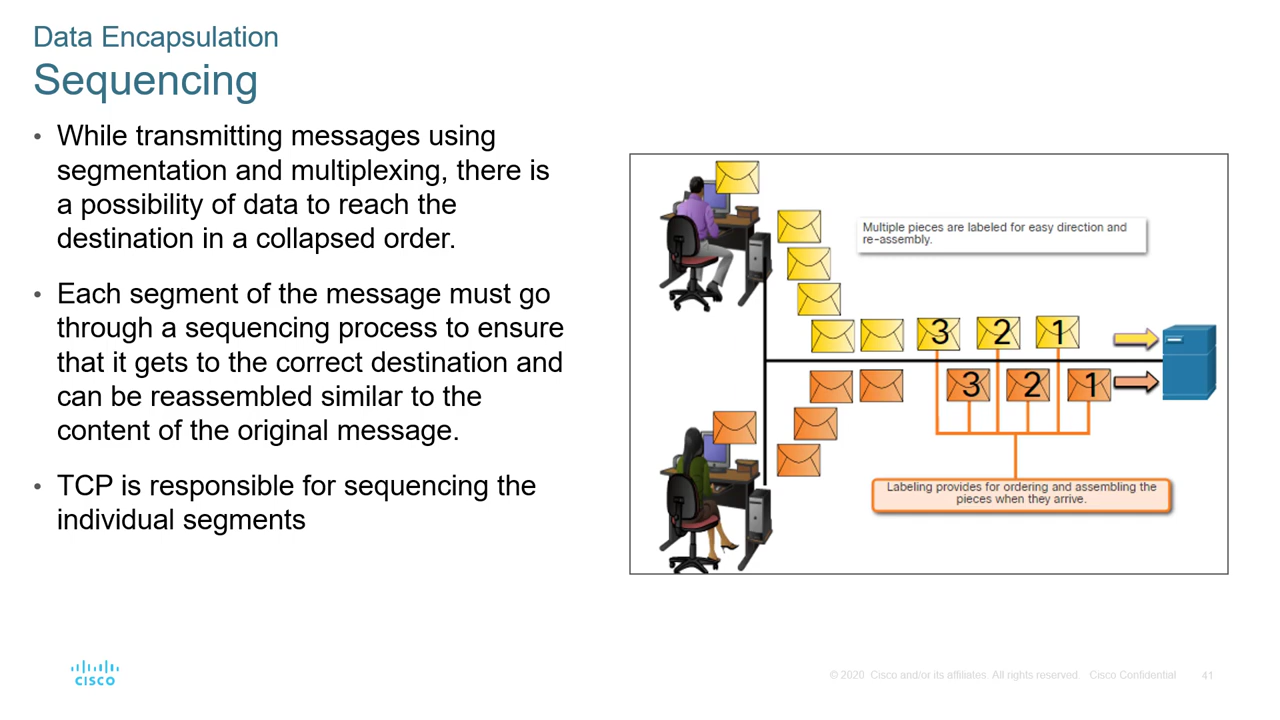 Data Encapsulation
Sequencing
• While transmitting messages using
segmentation and multiplexing, there is
a possibility of data to reach the
destination in a collapsed order.
• Each segment of the message must go
through a sequencing process to ensure
that it gets to the correct destination and
can be reassembled similar to the
content of the original message.
• TCP is responsible for sequencing the
individual segments
Multiple pieces are labeled for easy direction and
re-assembly.
3 2 1
3 2 1
Labeling provides for ordering and assembling the
pieces when they arrive.
CISCO
© 2020 Cisco and/or its affiliates. All rights reserved. Cisco Confidential
41